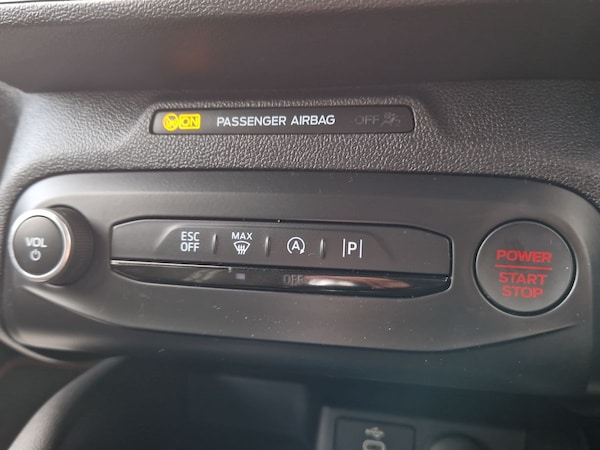 ON PASSENGER AIRBAG OFF
ESC OFF
MAX
A
P
VOL
OFF
POWER
START
STOP